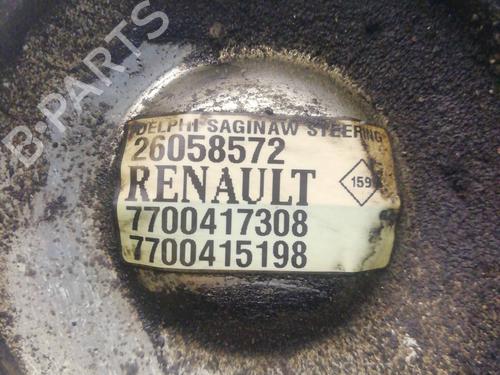 B-PARTS
DELPHI SAGINAW STEERING
26058572
RENAULT
159
7700417308
7700415198